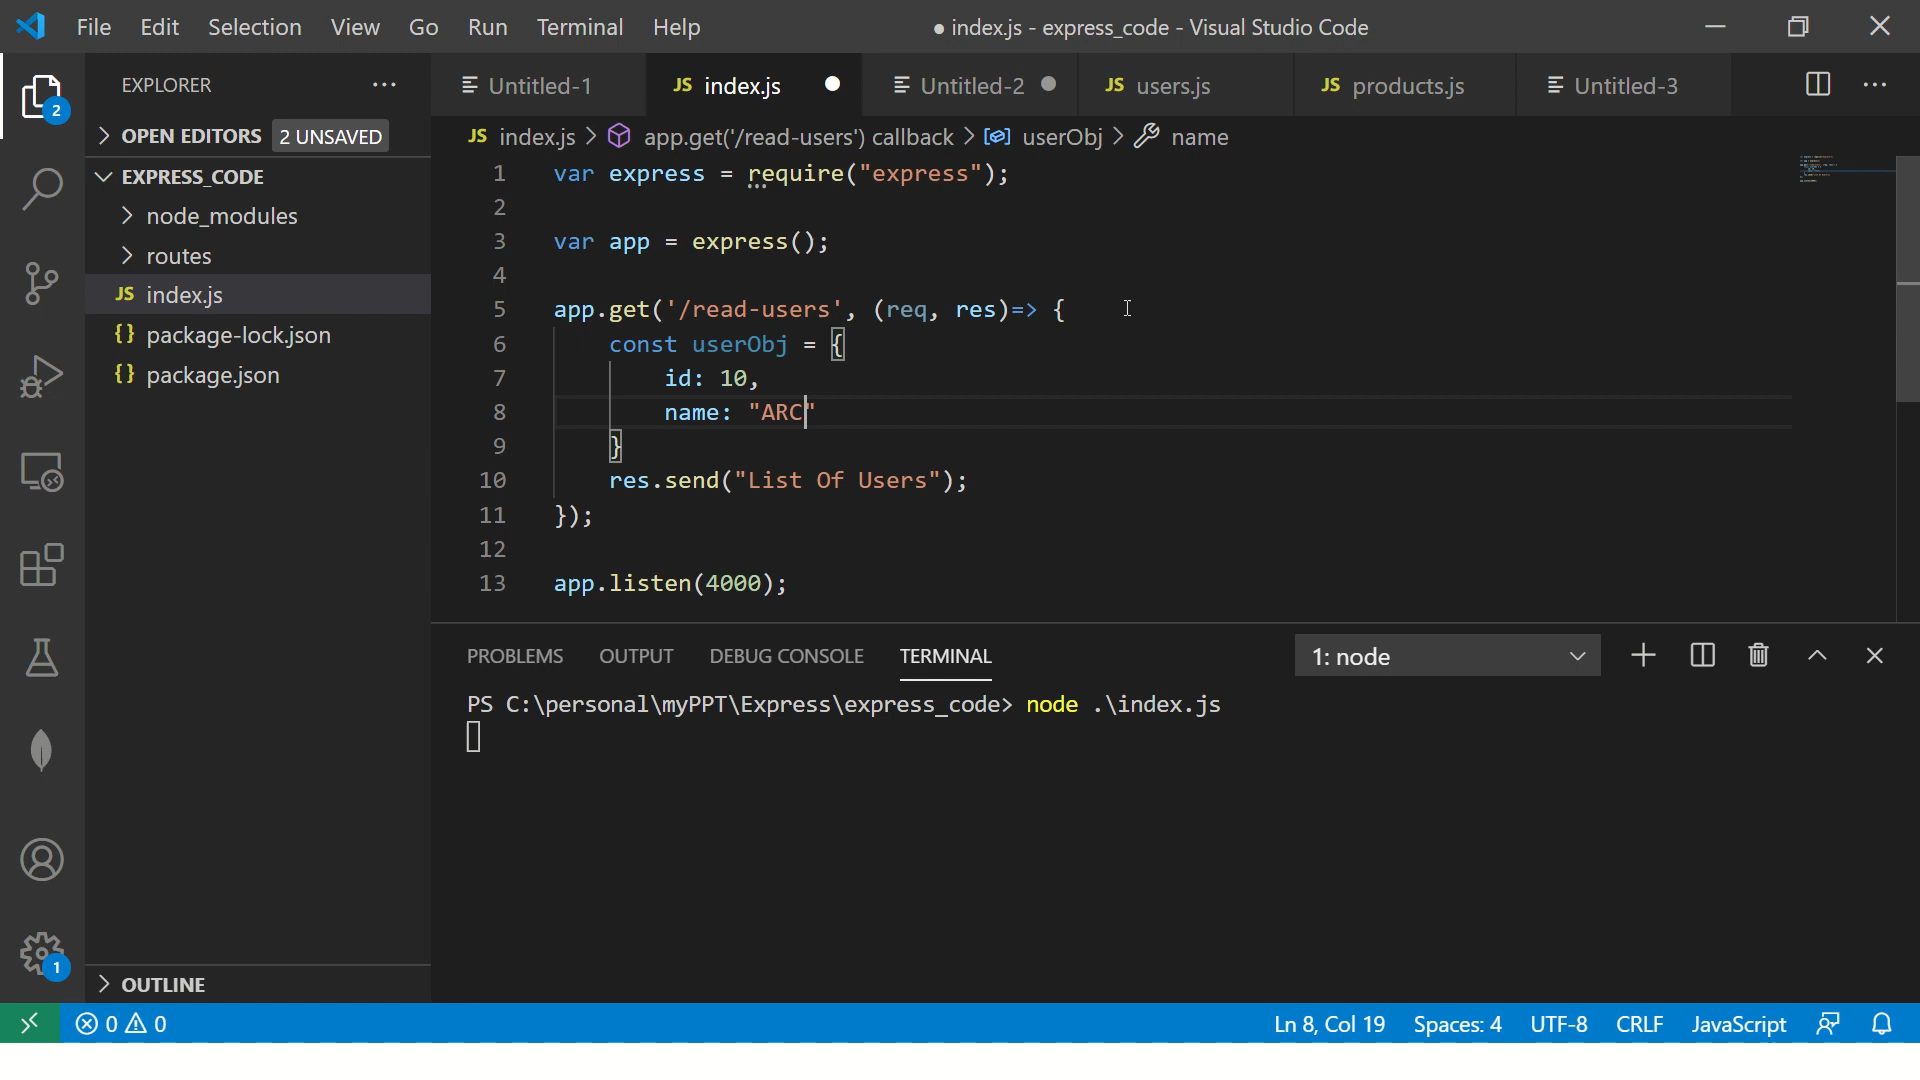 File Edit Selection View Go Run Terminal Help ● index.js - express_code - Visual Studio Code
EXPLORER ··· Untitled-1 JS index.js ● Untitled-2 ● JS users.js JS products.js Untitled-3 ···
2
> OPEN EDITORS 2 UNSAVED
JS index.js > app.get('/read-users') callback > userObj > name
EXPRESS_CODE
> node_modules
> routes
JS index.js
{} package-lock.json
{} package.json
1 var express = require("express");
2
3 var app = express();
4
5 app.get('/read-users', (req, res)=> {
6 const userObj = {
7 id: 10,
8 name: "ARC"
9 }
10 res.send("List Of Users");
11 });
12
13 app.listen(4000);
PROBLEMS OUTPUT DEBUG CONSOLE TERMINAL 1: node
PS C:\personal\myPPT\Express\express_code> node .\index.js
1
> OUTLINE
0 0 Ln 8, Col 19 Spaces: 4 UTF-8 CRLF JavaScript